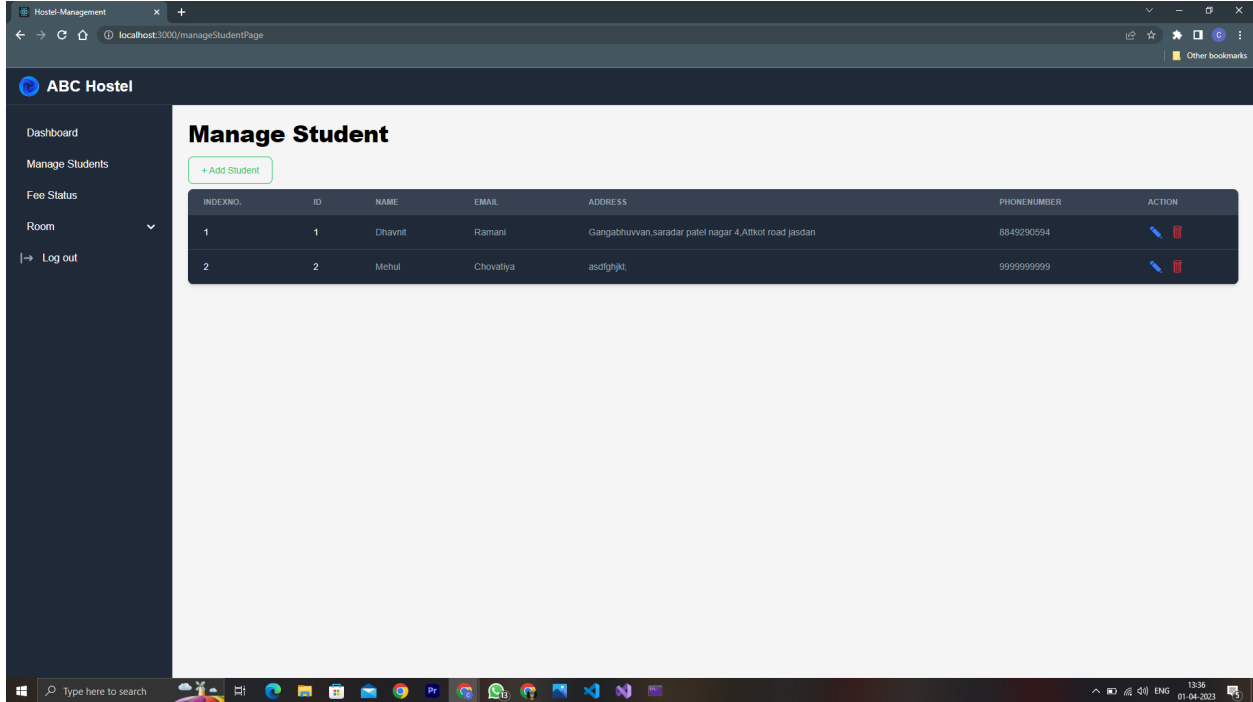 Hostel-Management
localhost:3000/manageStudentPage
C
Other bookmarks
ABC Hostel
Dashboard
Manage Students
Fee Status
Room
Log out
Manage Student
+ Add Student
INDEXNO. ID NAME EMAIL ADDRESS PHONENUMBER ACTION
1 1 Dhavnit Ramani Gangabhuvvan,saradar patel nagar 4,Attkot road jasdan 8849290594
2 2 Mehul Chovatiya asdfghjkl; 9999999999
Type here to search
Pr
13
ENG
13:36
01-04-2023
5